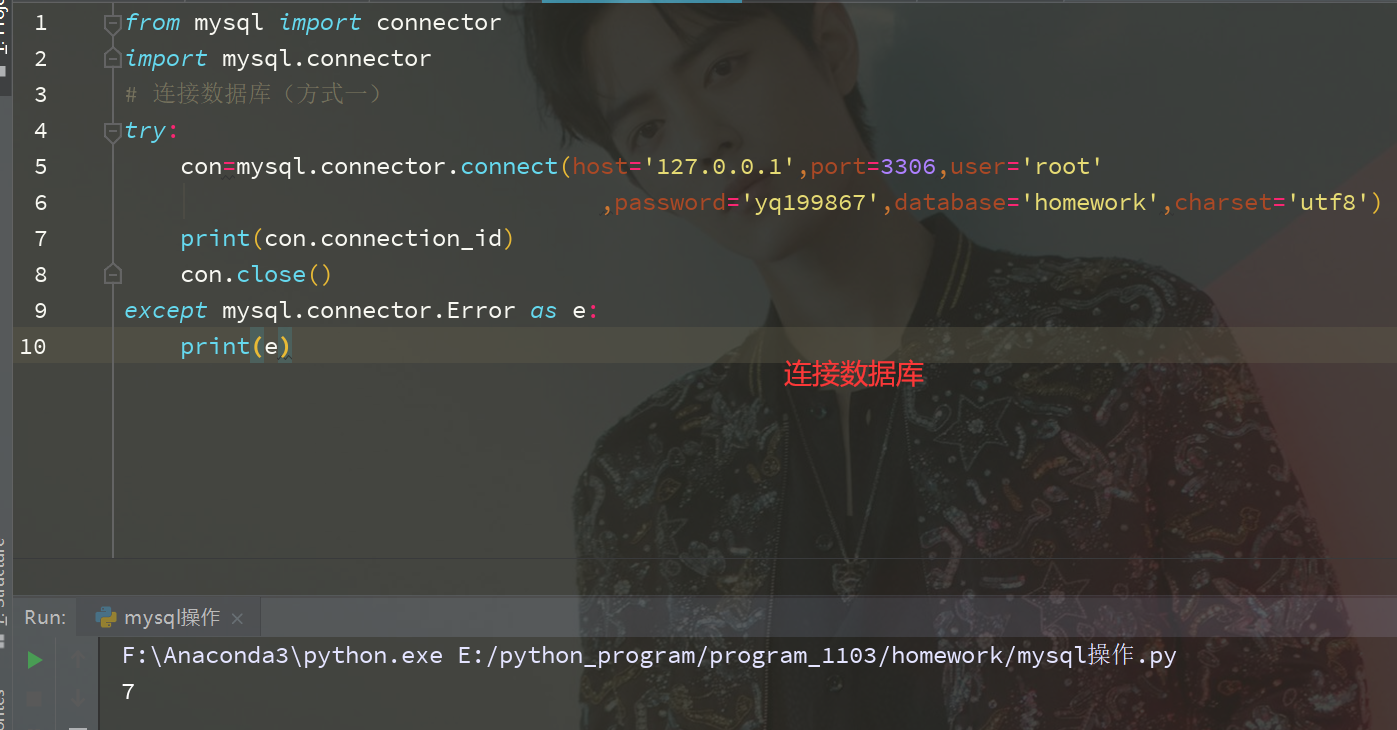 1 from mysql import connector
2 import mysql.connector
3 # 连接数据库（方式一）
4 try:
5 con=mysql.connector.connect(host='127.0.0.1',port=3306,user='root'
6 ,password='yq199867',database='homework',charset='utf8')
7 print(con.connection_id)
8 con.close()
9 except mysql.connector.Error as e:
10 print(e)
连接数据库
Run: mysql操作 ×
F:\Anaconda3\python.exe E:/python_program/program_1103/homework/mysql操作.py
7